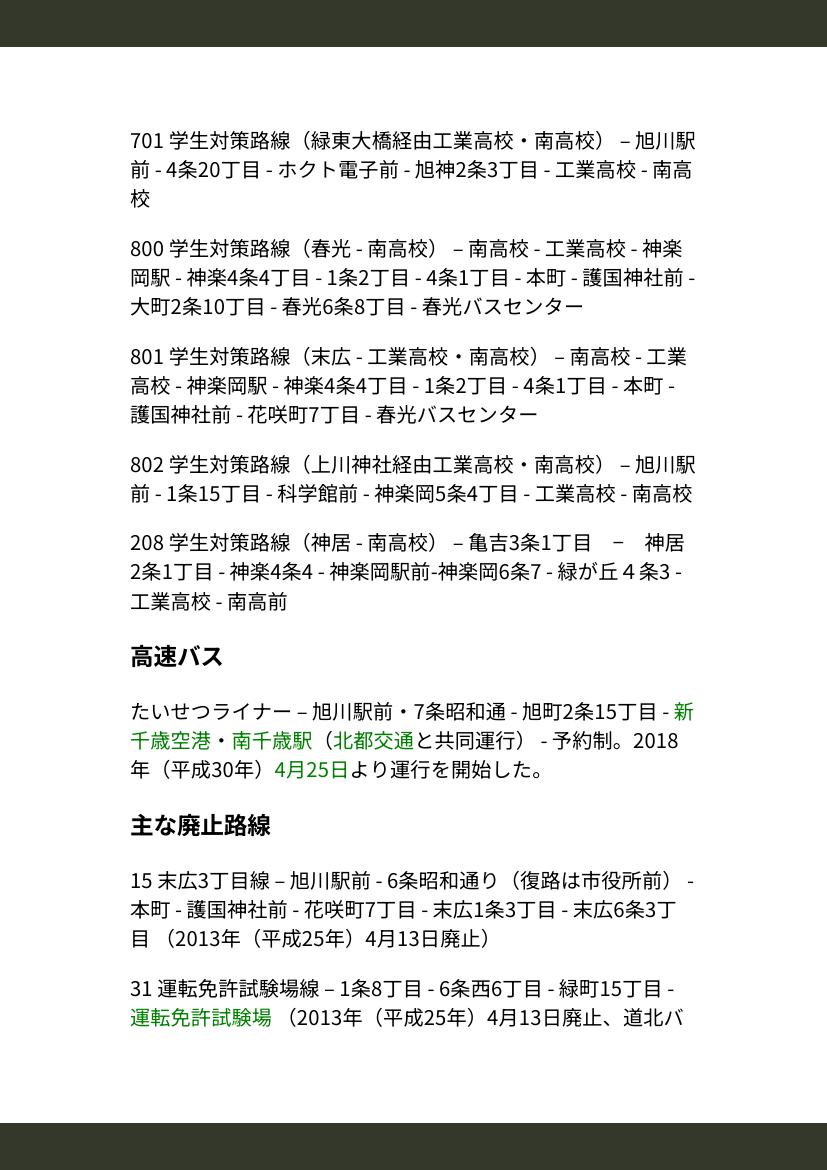 701 学生対策路線（緑東大橋経由工業高校・南高校） – 旭川駅
前 - 4条20丁目 - ホクト電子前 - 旭神2条3丁目 - 工業高校 - 南高
校
800 学生対策路線（春光 - 南高校） – 南高校 - 工業高校 - 神楽
岡駅 - 神楽4条4丁目 - 1条2丁目 - 4条1丁目 - 本町 - 護国神社前 -
大町2条10丁目 - 春光6条8丁目 - 春光バスセンター
801 学生対策路線（末広 - 工業高校・南高校） – 南高校 - 工業
高校 - 神楽岡駅 - 神楽4条4丁目 - 1条2丁目 - 4条1丁目 - 本町 -
護国神社前 - 花咲町7丁目 - 春光バスセンター
802 学生対策路線（上川神社経由工業高校・南高校） – 旭川駅
前 - 1条15丁目 - 科学館前 - 神楽岡5条4丁目 - 工業高校 - 南高校
208 学生対策路線（神居 - 南高校） – 亀吉3条1丁目　−　神居
2条1丁目 - 神楽4条4 - 神楽岡駅前-神楽岡6条7 - 緑が丘４条3 -
工業高校 - 南高前
高速バス
たいせつライナー – 旭川駅前・7条昭和通 - 旭町2条15丁目 - 新
千歳空港・南千歳駅（北都交通と共同運行） - 予約制。2018
年（平成30年）4月25日より運行を開始した。
主な廃止路線
15 末広3丁目線 – 旭川駅前 - 6条昭和通り（復路は市役所前） -
本町 - 護国神社前 - 花咲町7丁目 - 末広1条3丁目 - 末広6条3丁
目 （2013年（平成25年）4月13日廃止）
31 運転免許試験場線 – 1条8丁目 - 6条西6丁目 - 緑町15丁目 -
運転免許試験場 （2013年（平成25年）4月13日廃止、道北バ